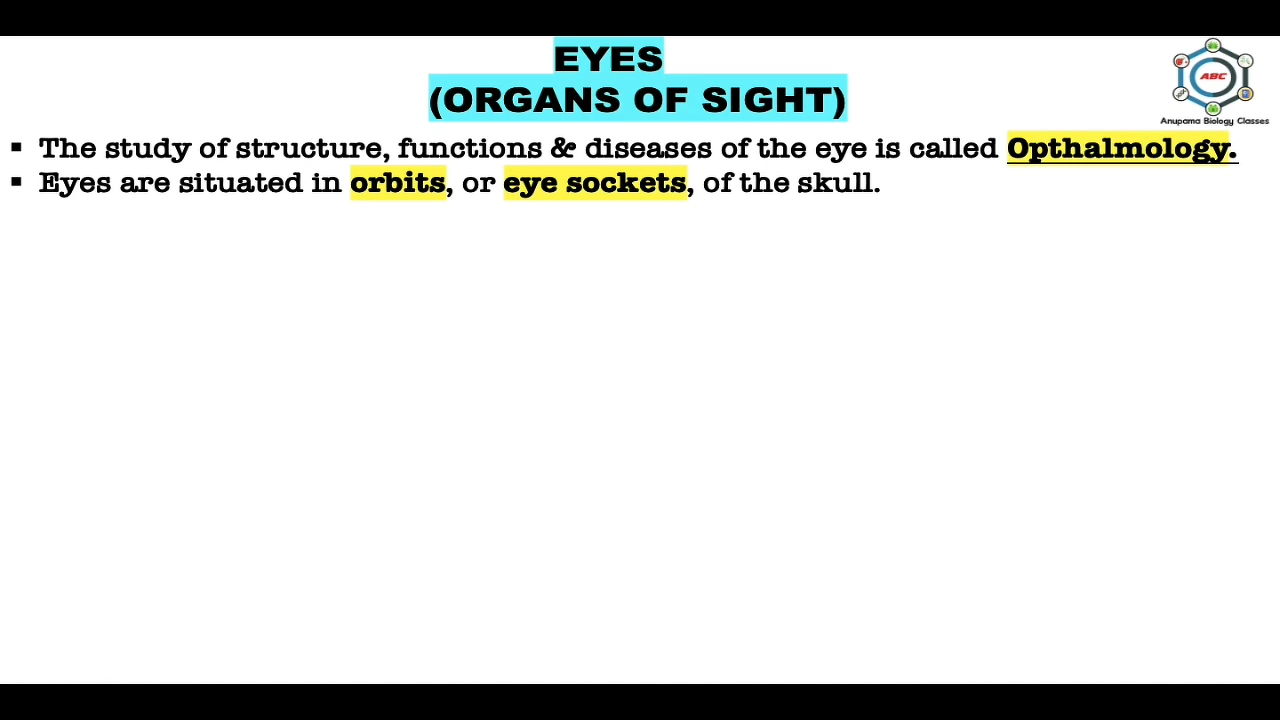 EYES
(ORGANS OF SIGHT)
ABC
Anupama Biology Classes
▪ The study of structure, functions & diseases of the eye is called Opthalmology.
▪ Eyes are situated in orbits, or eye sockets, of the skull.